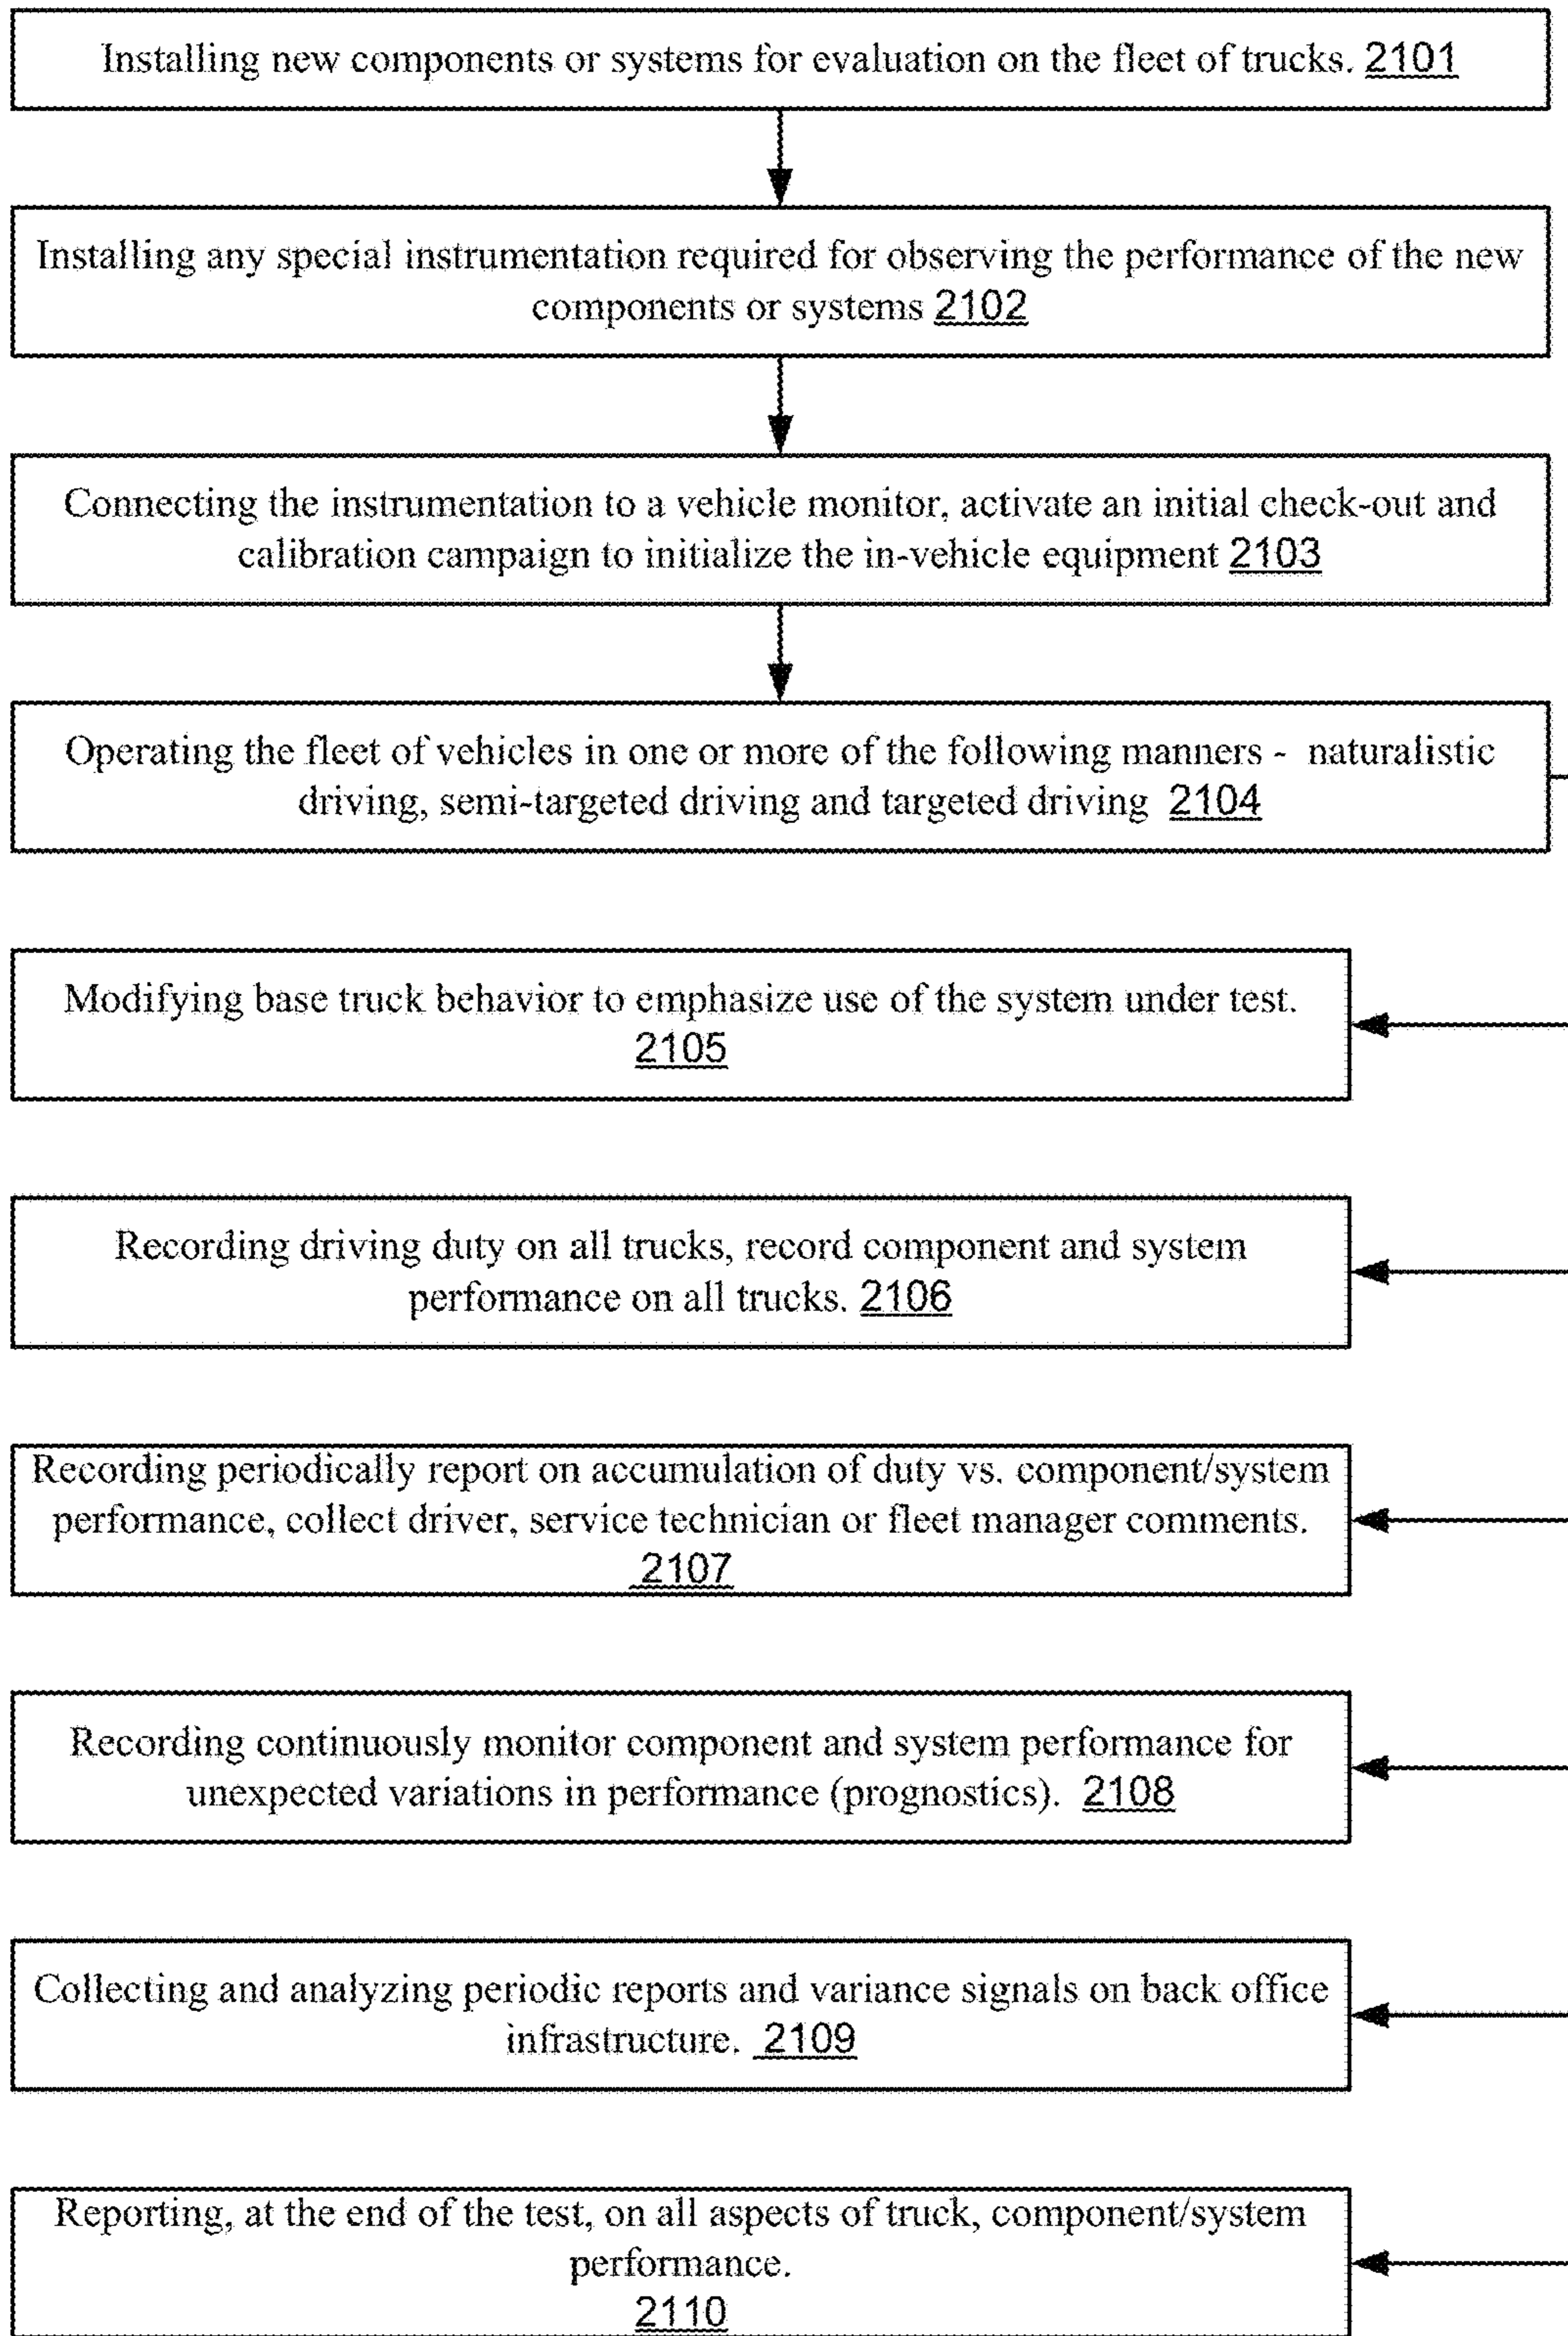 Installing new components or systems for evaluation on the fleet of trucks. 2101
Installing any special instrumentation required for observing the performance of the new
components or systems 2102
Connecting the instrumentation to a vehicle monitor, activate an initial check-out and
calibration campaign to initialize the in-vehicle equipment 2103
Operating the fleet of vehicles in one or more of the following manners - naturalistic
driving, semi-targeted driving and targeted driving 2104
Modifying base truck behavior to emphasize use of the system under test.
2105
Recording driving duty on all trucks, record component and system
performance on all trucks. 2106
Recording periodically report on accumulation of duty vs. component/system
performance, collect driver, service technician or fleet manager comments.
2107
Recording continuously monitor component and system performance for
unexpected variations in performance (prognostics). 2108
Collecting and analyzing periodic reports and variance signals on back office
infrastructure. 2109
Reporting, at the end of the test, on all aspects of truck, component/system
performance.
2110